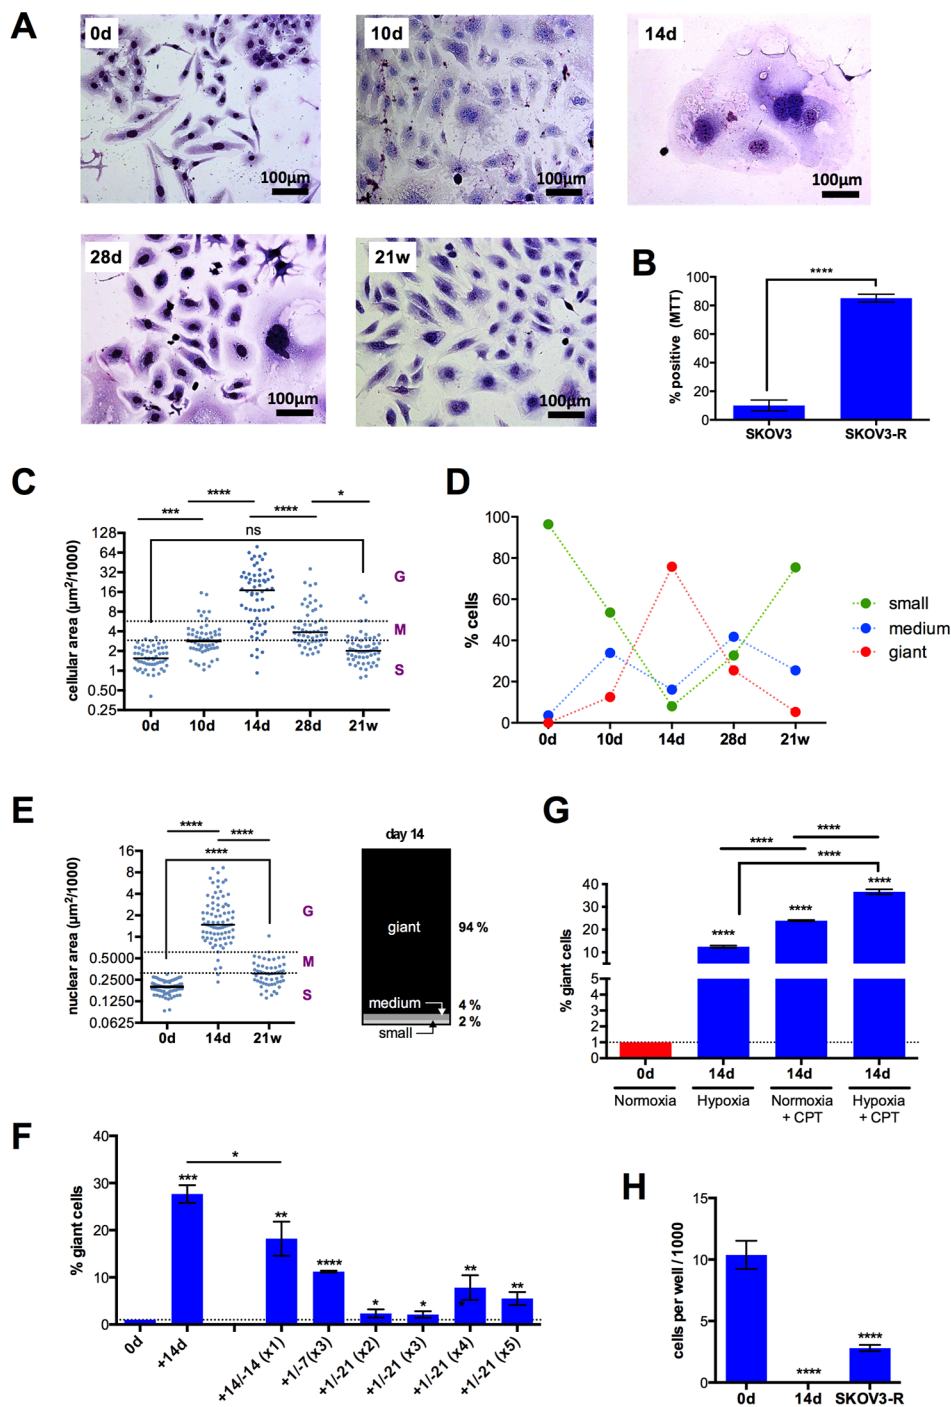 A
0d
100µm
10d
100µm
14d
100µm
28d
100µm
21w
100µm
B
% positive (MTT)
100
80
60
40
20
0
****
SKOV3
SKOV3-R
C
cellular area (µm²/1000)
128
64
32
16
8
4
2
1
0.50
0.25
***
****
****
*
ns
G
M
S
0d
10d
14d
28d
21w
D
% cells
100
80
60
40
20
0
0d
10d
14d
28d
21w
small
medium
giant
E
nuclear area (µm²/1000)
16
8
4
2
1
0.5000
0.2500
0.1250
0.0625
****
****
****
G
M
S
0d
14d
21w
day 14
giant
94 %
medium
4 %
2 %
small
G
% giant cells
40
30
20
10
5
4
3
2
1
0
****
****
****
****
****
****
0d
14d
14d
14d
Normoxia
Hypoxia
Normoxia
+ CPT
Hypoxia
+ CPT
F
% giant cells
40
30
20
10
0
*
***
**
****
*
*
**
*
**
0d
+14d
+14/-14 (x1)
+1/-7 (x3)
+1/-21 (x2)
+1/-21 (x3)
+1/-21 (x4)
+1/-21 (x5)
H
cells per well / 1000
15
10
5
0
****
****
0d
14d
SKOV3-R